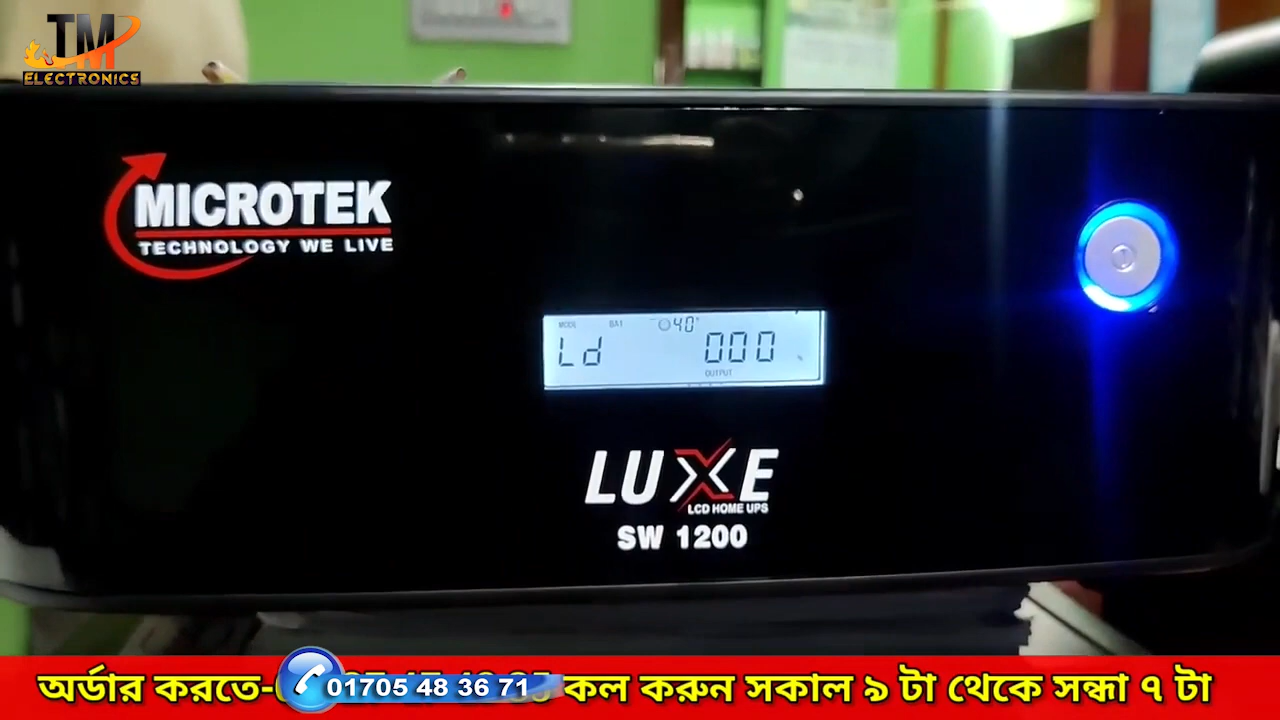 TM
ELECTRONICS
MICROTEK
TECHNOLOGY WE LIVE
MODE BAT 40°
Ld 000 %
OUTPUT
LUXE
LCD HOME UPS
SW 1200
অর্ডার করতে-0 01705 48 36 71 কল করুন সকাল ৯ টা থেকে সন্ধা ৭ টা